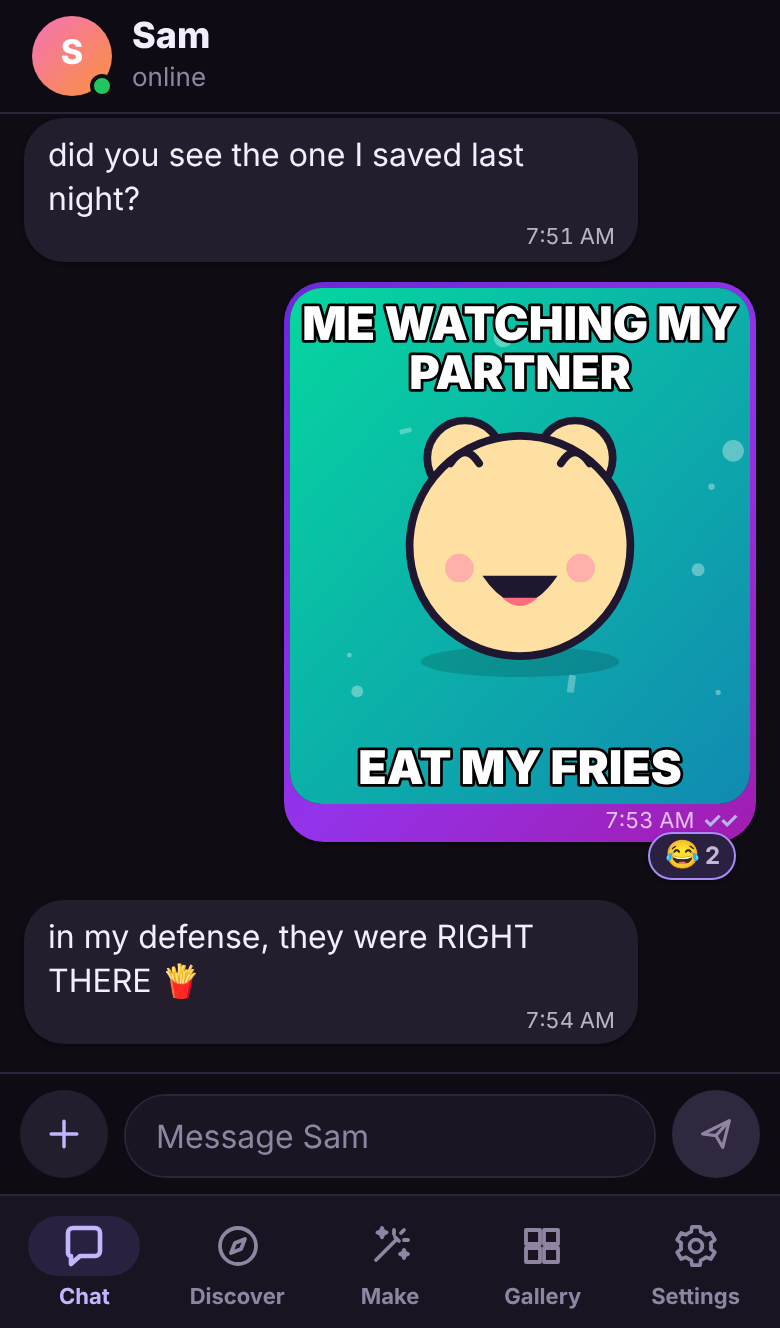 S
Sam
online
did you see the one I saved last
night?
7:51 AM
ME WATCHING MY
PARTNER
EAT MY FRIES
7:53 AM
😂 2
in my defense, they were RIGHT
THERE 🍟
7:54 AM
Message Sam
Chat
Discover
Make
Gallery
Settings